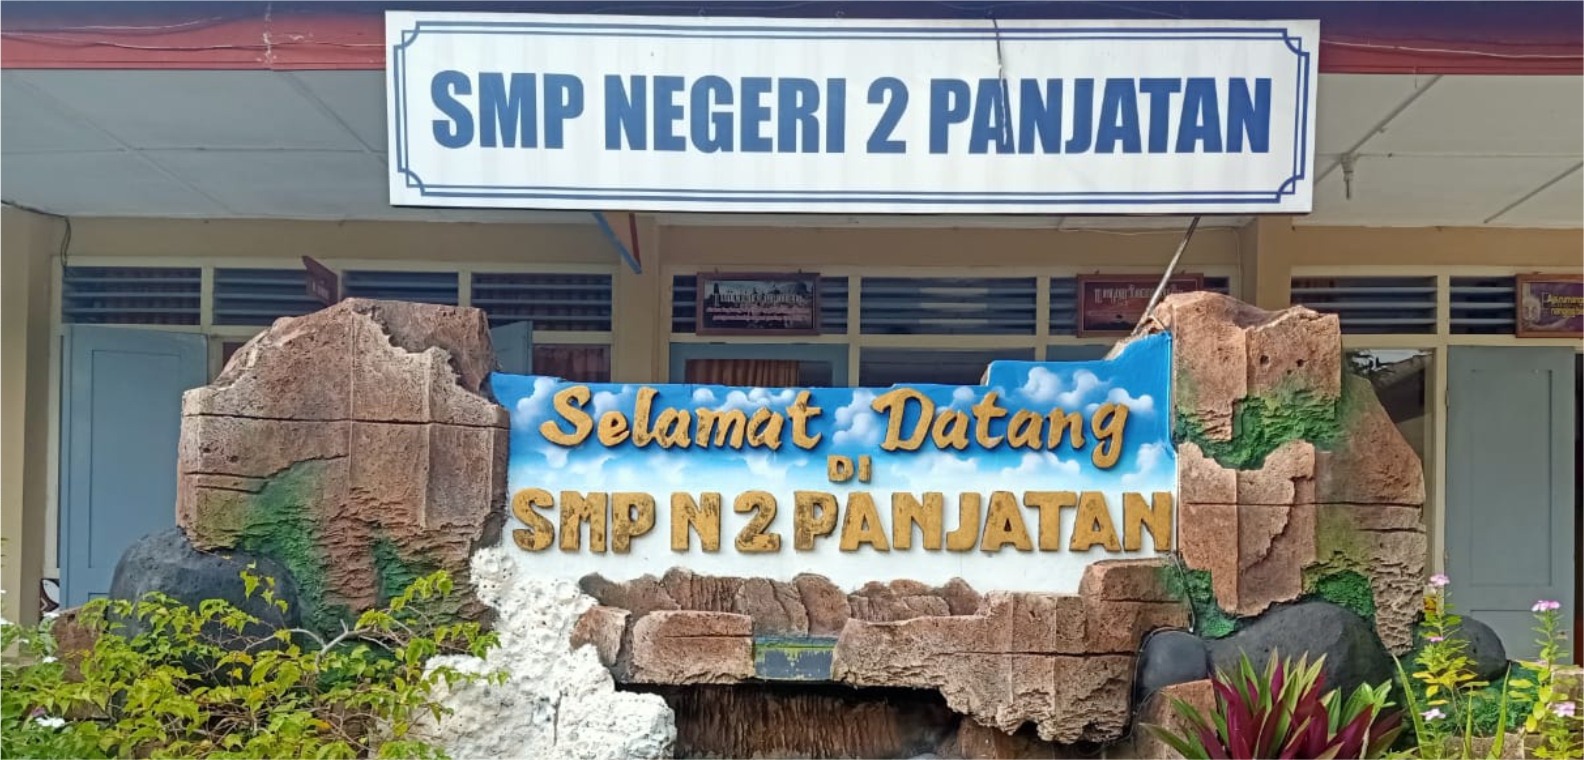 SMP NEGERI 2 PANJATAN
Selamat Datang
DI
SMP N 2 PANJATAN